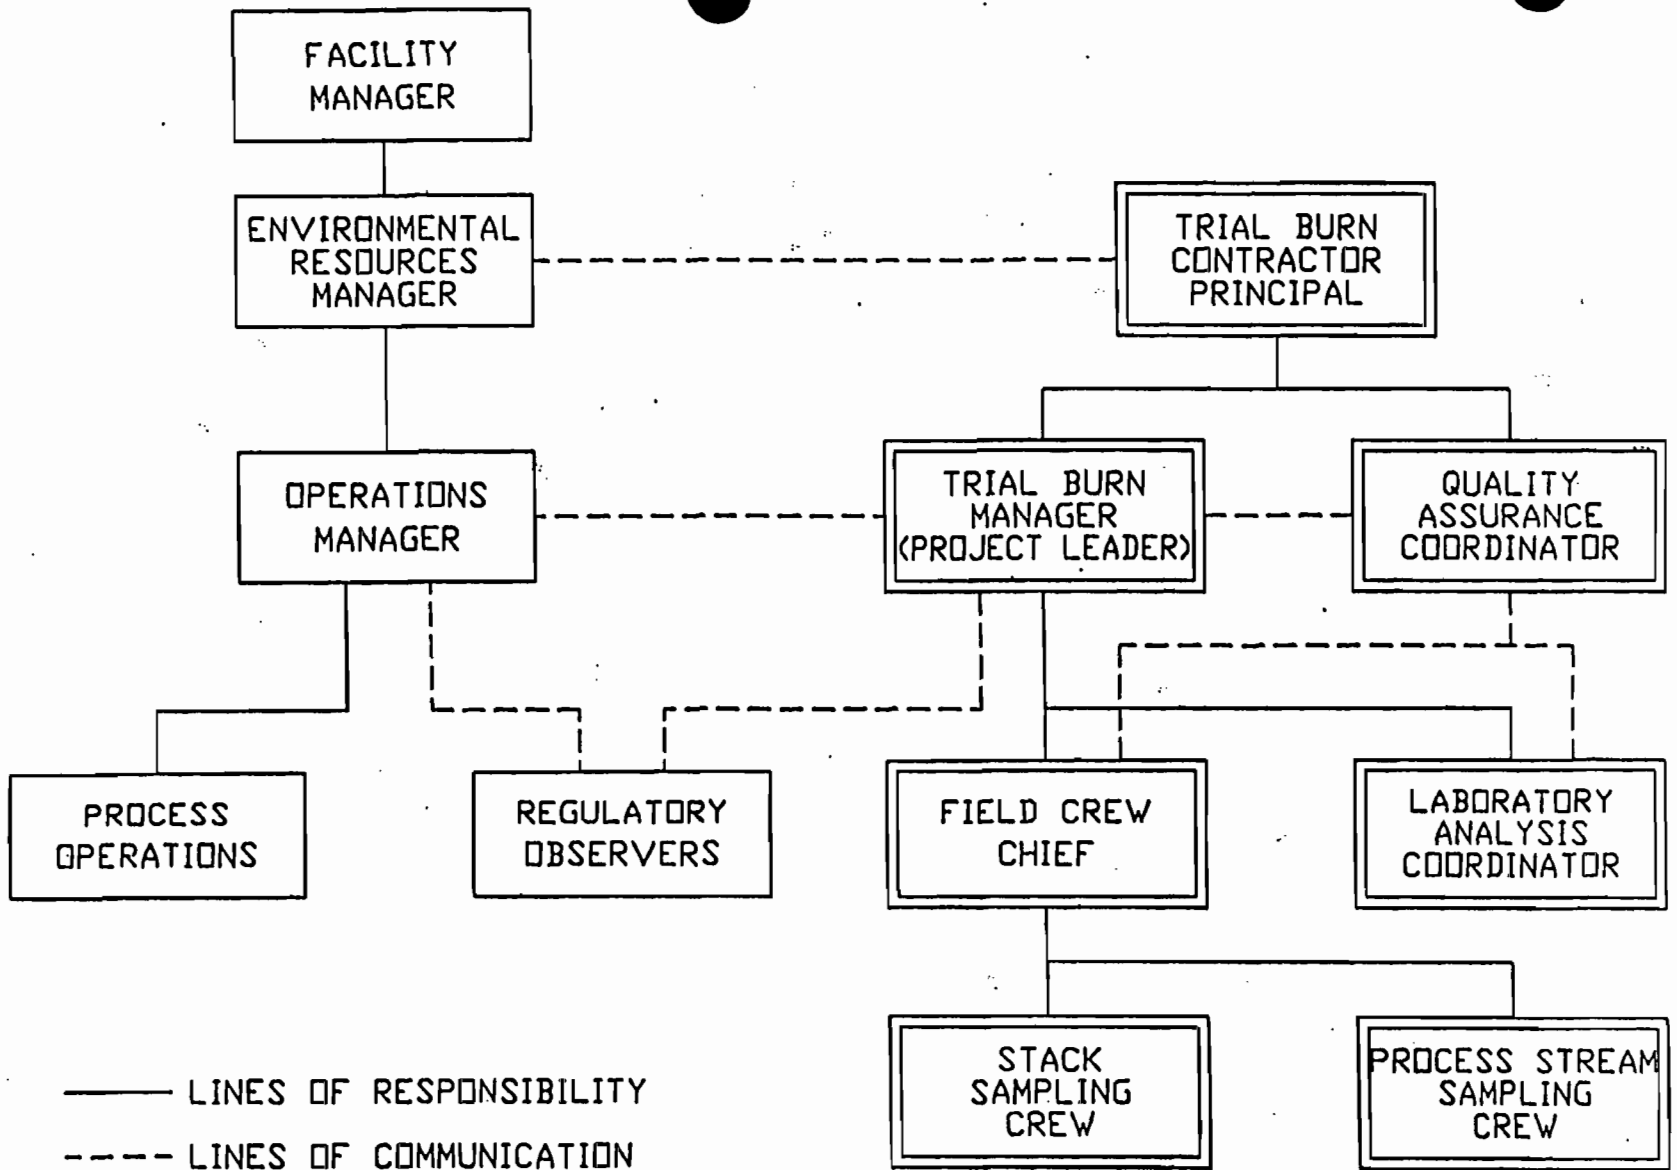 FACILITY
MANAGER
ENVIRONMENTAL
RESOURCES
MANAGER
TRIAL BURN
CONTRACTOR
PRINCIPAL
OPERATIONS
MANAGER
TRIAL BURN
MANAGER
(PROJECT LEADER)
QUALITY
ASSURANCE
COORDINATOR
PROCESS
OPERATIONS
REGULATORY
OBSERVERS
FIELD CREW
CHIEF
LABORATORY
ANALYSIS
COORDINATOR
STACK
SAMPLING
CREW
PROCESS STREAM
SAMPLING
CREW
LINES OF RESPONSIBILITY
LINES OF COMMUNICATION